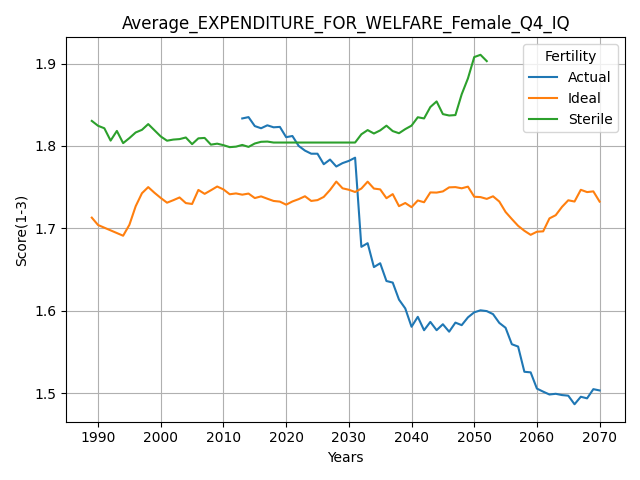 Average_EXPENDITURE_FOR_WELFARE_Female_Q4_IQ
Fertility
Actual
Ideal
Sterile
Score(1-3)
1.9
1.8
1.7
1.6
1.5
1990 2000 2010 2020 2030 2040 2050 2060 2070
Years